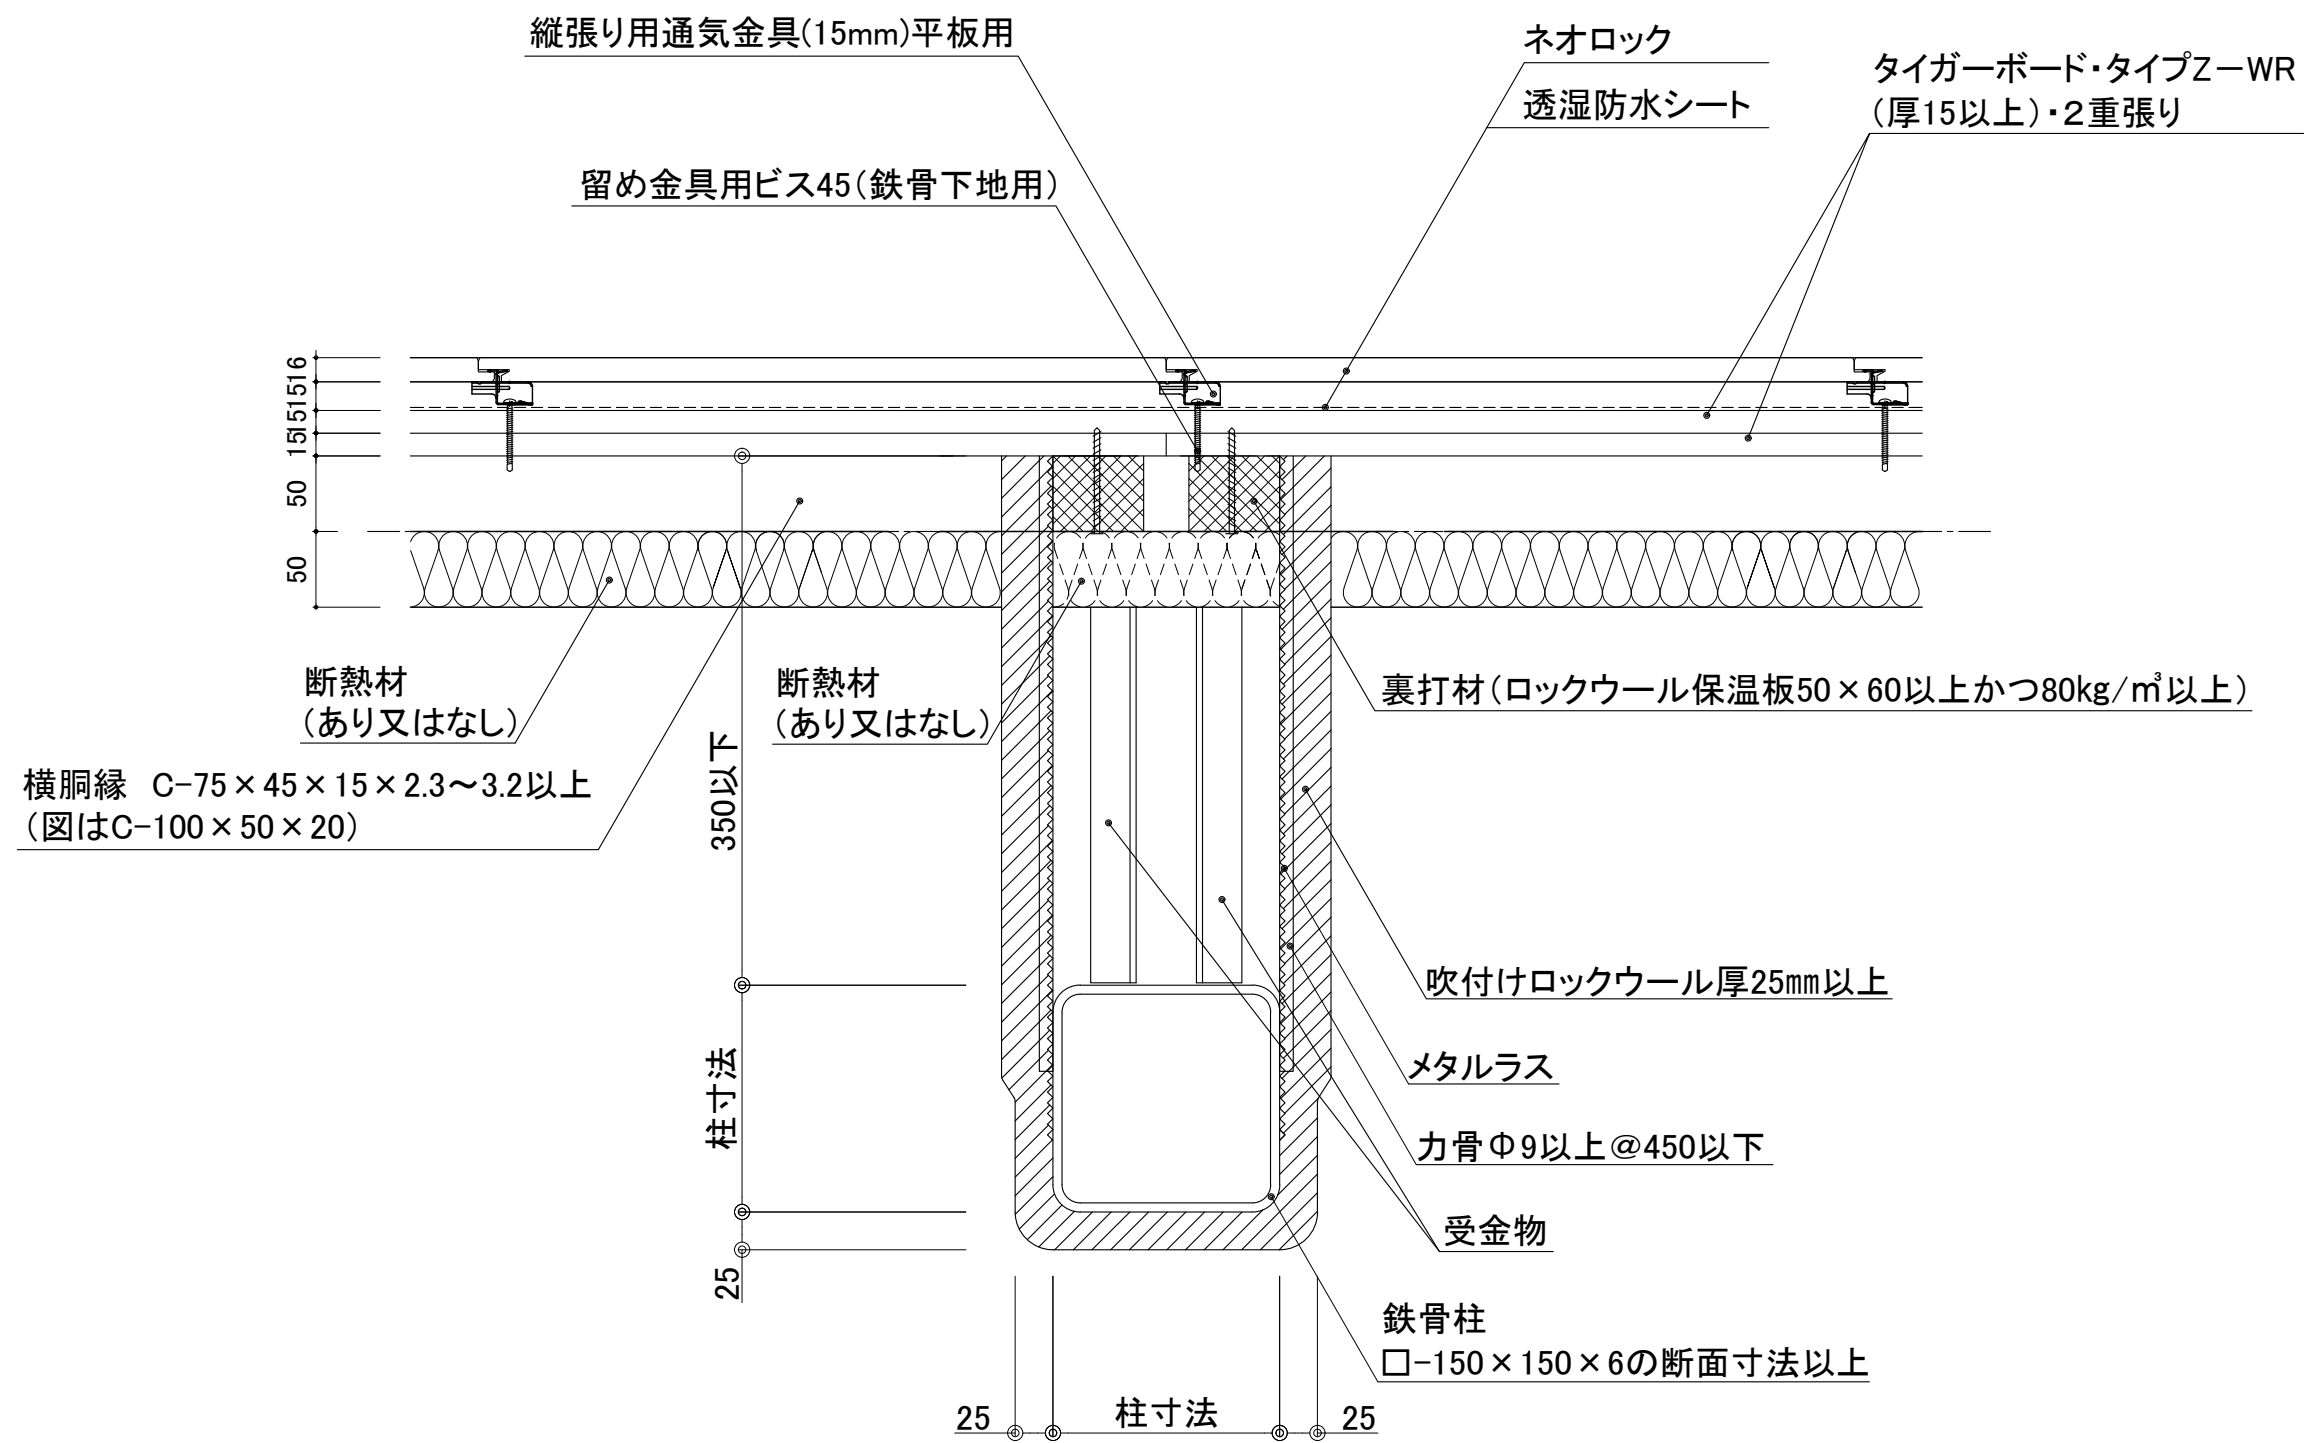 縦張り用通気金具(15mm)平板用
ネオロック
透湿防水シート
タイガーボード・タイプZ－WR
(厚15以上)・2重張り
留め金具用ビス45(鉄骨下地用)
16
15
15
15
50
50
断熱材
(あり又はなし)
断熱材
(あり又はなし)
裏打材(ロックウール保温板50×60以上かつ80kg/㎥以上)
横胴縁 C-75×45×15×2.3～3.2以上
(図はC-100×50×20)
350以下
吹付けロックウール厚25㎜以上
メタルラス
柱寸法
力骨Φ9以上@450以下
受金物
25
鉄骨柱
□-150×150×6の断面寸法以上
25
柱寸法
25